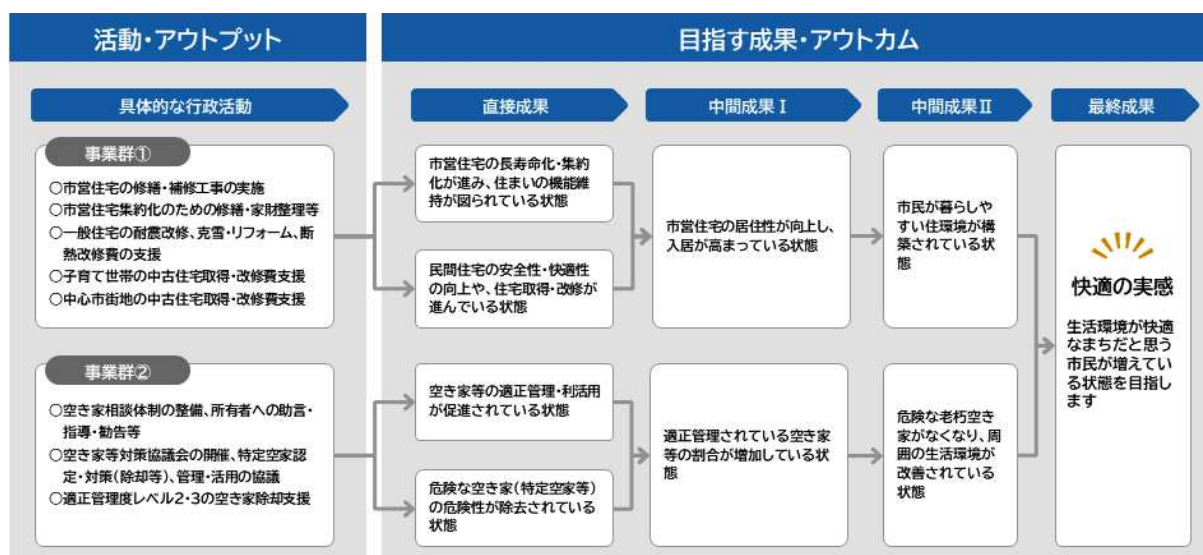 活動・アウトプット
目指す成果・アウトカム
具体的な行政活動
直接成果
中間成果Ⅰ
中間成果Ⅱ
最終成果
事業群①
○市営住宅の修繕・補修工事の実施
○市営住宅集約化のための修繕・家財整理等
○一般住宅の耐震改修、克雪・リフォーム、断
熱改修費の支援
○子育て世帯の中古住宅取得・改修費支援
○中心市街地の中古住宅取得・改修費支援
市営住宅の長寿命化・集約
化が進み、住まいの機能維
持が図られている状態
民間住宅の安全性・快適性
の向上や、住宅取得・改修が
進んでいる状態
市営住宅の居住性が向上し、
入居が高まっている状態
市民が暮らしや
すい住環境が構
築されている状
態
事業群②
○空き家相談体制の整備、所有者への助言・
指導・勧告等
○空き家等対策協議会の開催、特定空家認
定・対策(除却等)、管理・活用の協議
○適正管理度レベル2・3の空き家除却支援
空き家等の適正管理・利活用
が促進されている状態
危険な空き家(特定空家等)
の危険性が除去されている
状態
適正管理されている空き家
等の割合が増加している状
態
危険な老朽空き
家がなくなり、周
囲の生活環境が
改善されている
状態
快適の実感
生活環境が快適
なまちだと思う
市民が増えてい
る状態を目指し
ます